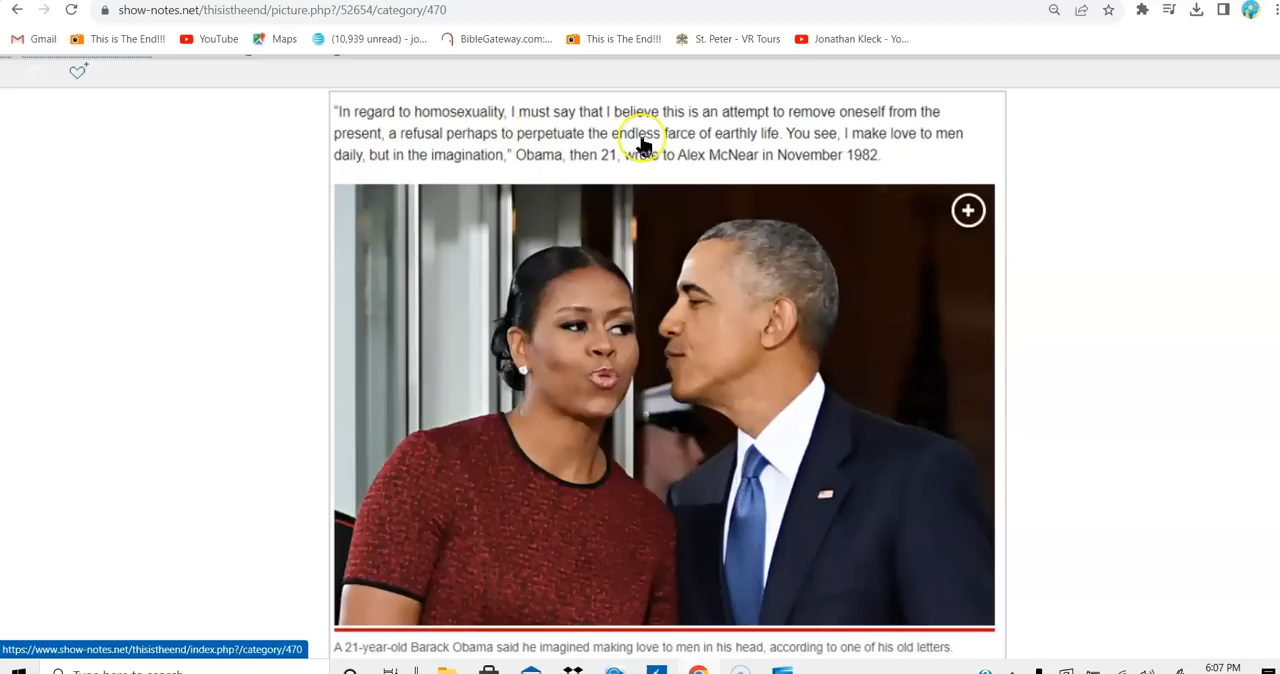 show-notes.net/thisistheend/picture.php?/52654/category/470
Gmail This is The End!!! YouTube Maps (10,939 unread) - jo... BibleGateway.com:... This is The End!!! St. Peter - VR Tours Jonathan Kleck - Yo...
“In regard to homosexuality, I must say that I believe this is an attempt to remove oneself from the
present, a refusal perhaps to perpetuate the endless farce of earthly life. You see, I make love to men
daily, but in the imagination,” Obama, then 21, wrote to Alex McNear in November 1982.
A 21-year-old Barack Obama said he imagined making love to men in his head, according to one of his old letters.
https://www.show-notes.net/thisistheend/index.php?/category/470
Type here to search
6:07 PM